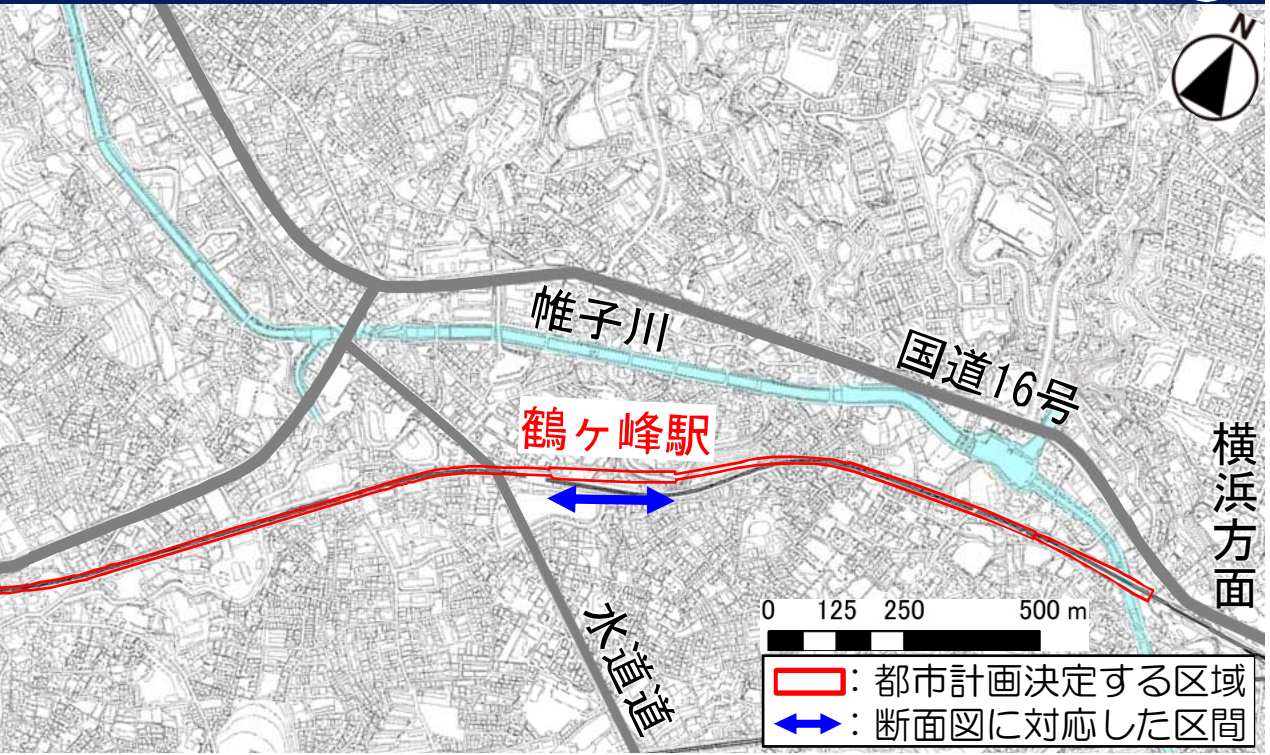 N
帷子川
国道16号
鶴ヶ峰駅
横浜方面
水道道
0 125 250 500 m
：都市計画決定する区域
：断面図に対応した区間